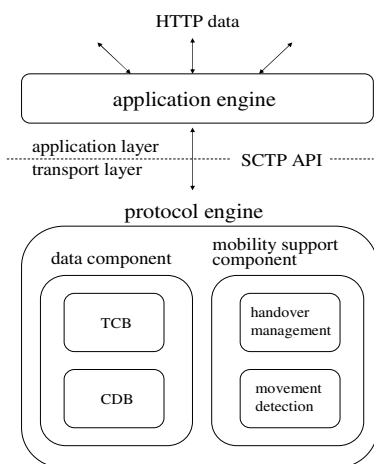 HTTP data
application engine
application layer
transport layer
SCTP API
protocol engine
data component
mobility support
component
TCB
CDB
handover
management
movement
detection